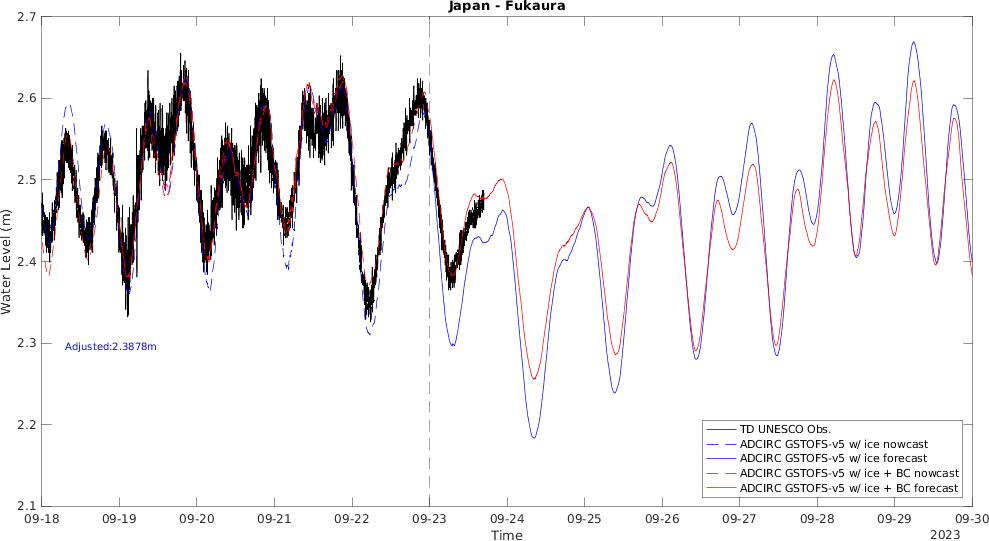 Japan - Fukaura
2.7
2.6
2.5
2.4
2.3
2.2
2.1
Water Level (m)
Adjusted:2.3878m
TD UNESCO Obs.
ADCIRC GSTOFS-v5 w/ ice nowcast
ADCIRC GSTOFS-v5 w/ ice forecast
ADCIRC GSTOFS-v5 w/ ice + BC nowcast
ADCIRC GSTOFS-v5 w/ ice + BC forecast
09-18 09-19 09-20 09-21 09-22 09-23 09-24 09-25 09-26 09-27 09-28 09-29 09-30
Time
2023